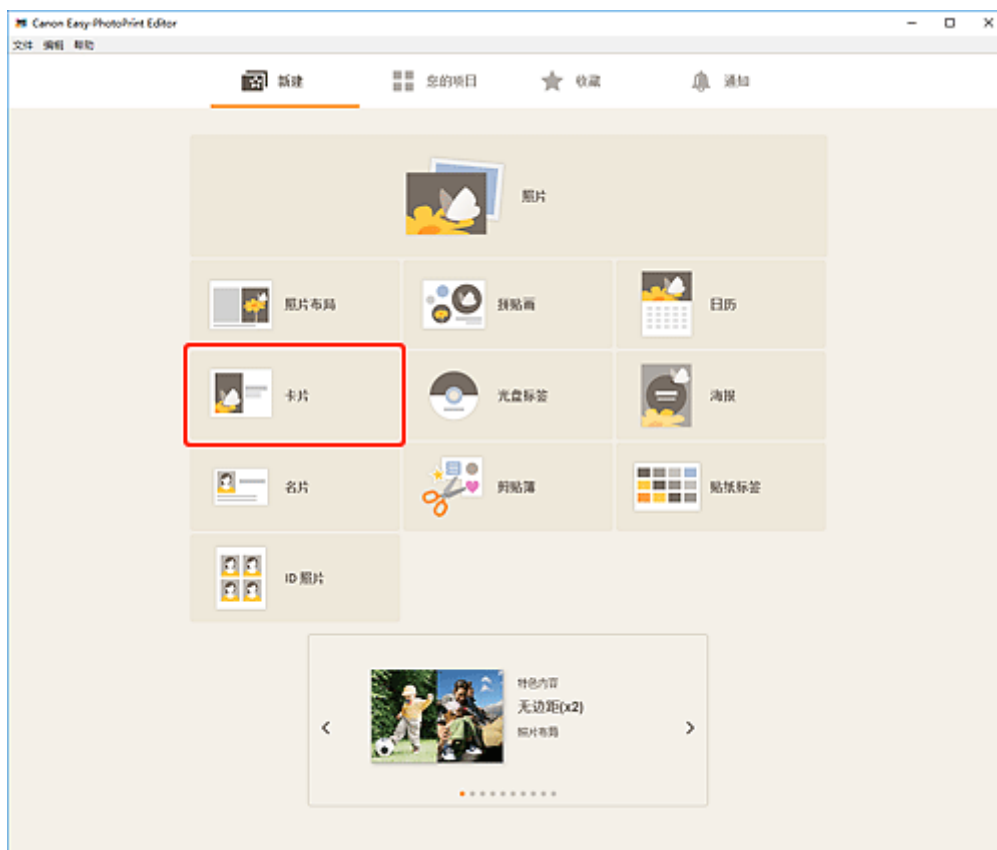 Canon Easy-PhotoPrint Editor
文件 编辑 帮助
新建 您的项目 收藏 通知
照片
照片布局 拼贴画 日历
卡片 光盘标签 海报
名片 剪贴簿 贴纸标签
ID 照片
特色内容
无边距(x2)
照片布局